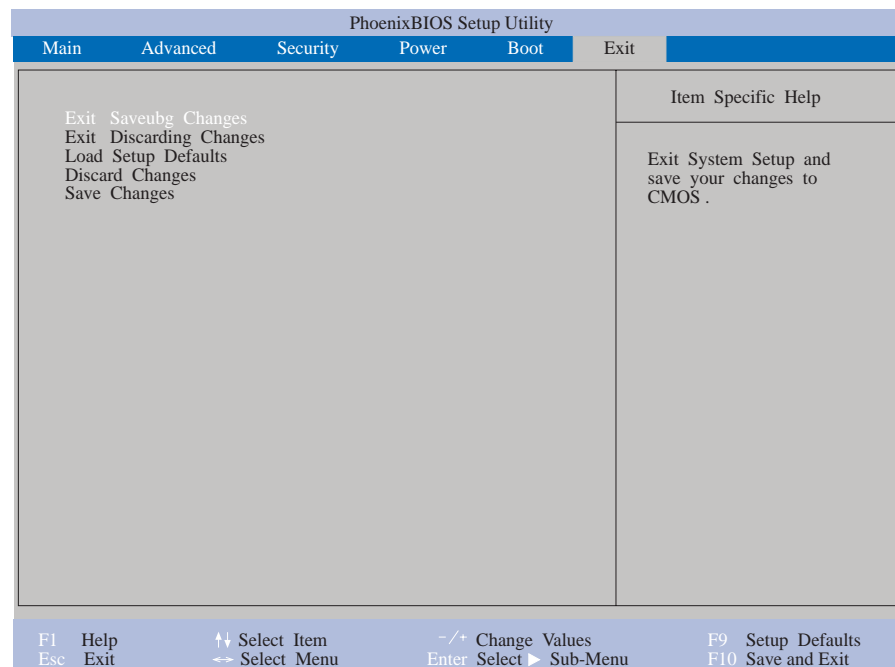 PhoenixBIOS Setup Utility
Main Advanced Security Power Boot Exit
Exit Saveubg Changes
Exit Discarding Changes
Load Setup Defaults
Discard Changes
Save Changes
Item Specific Help
Exit System Setup and
save your changes to
CMOS .
F1 Help ↑↓ Select Item -/+ Change Values F9 Setup Defaults
Esc Exit ↔ Select Menu Enter Select ▶ Sub-Menu F10 Save and Exit